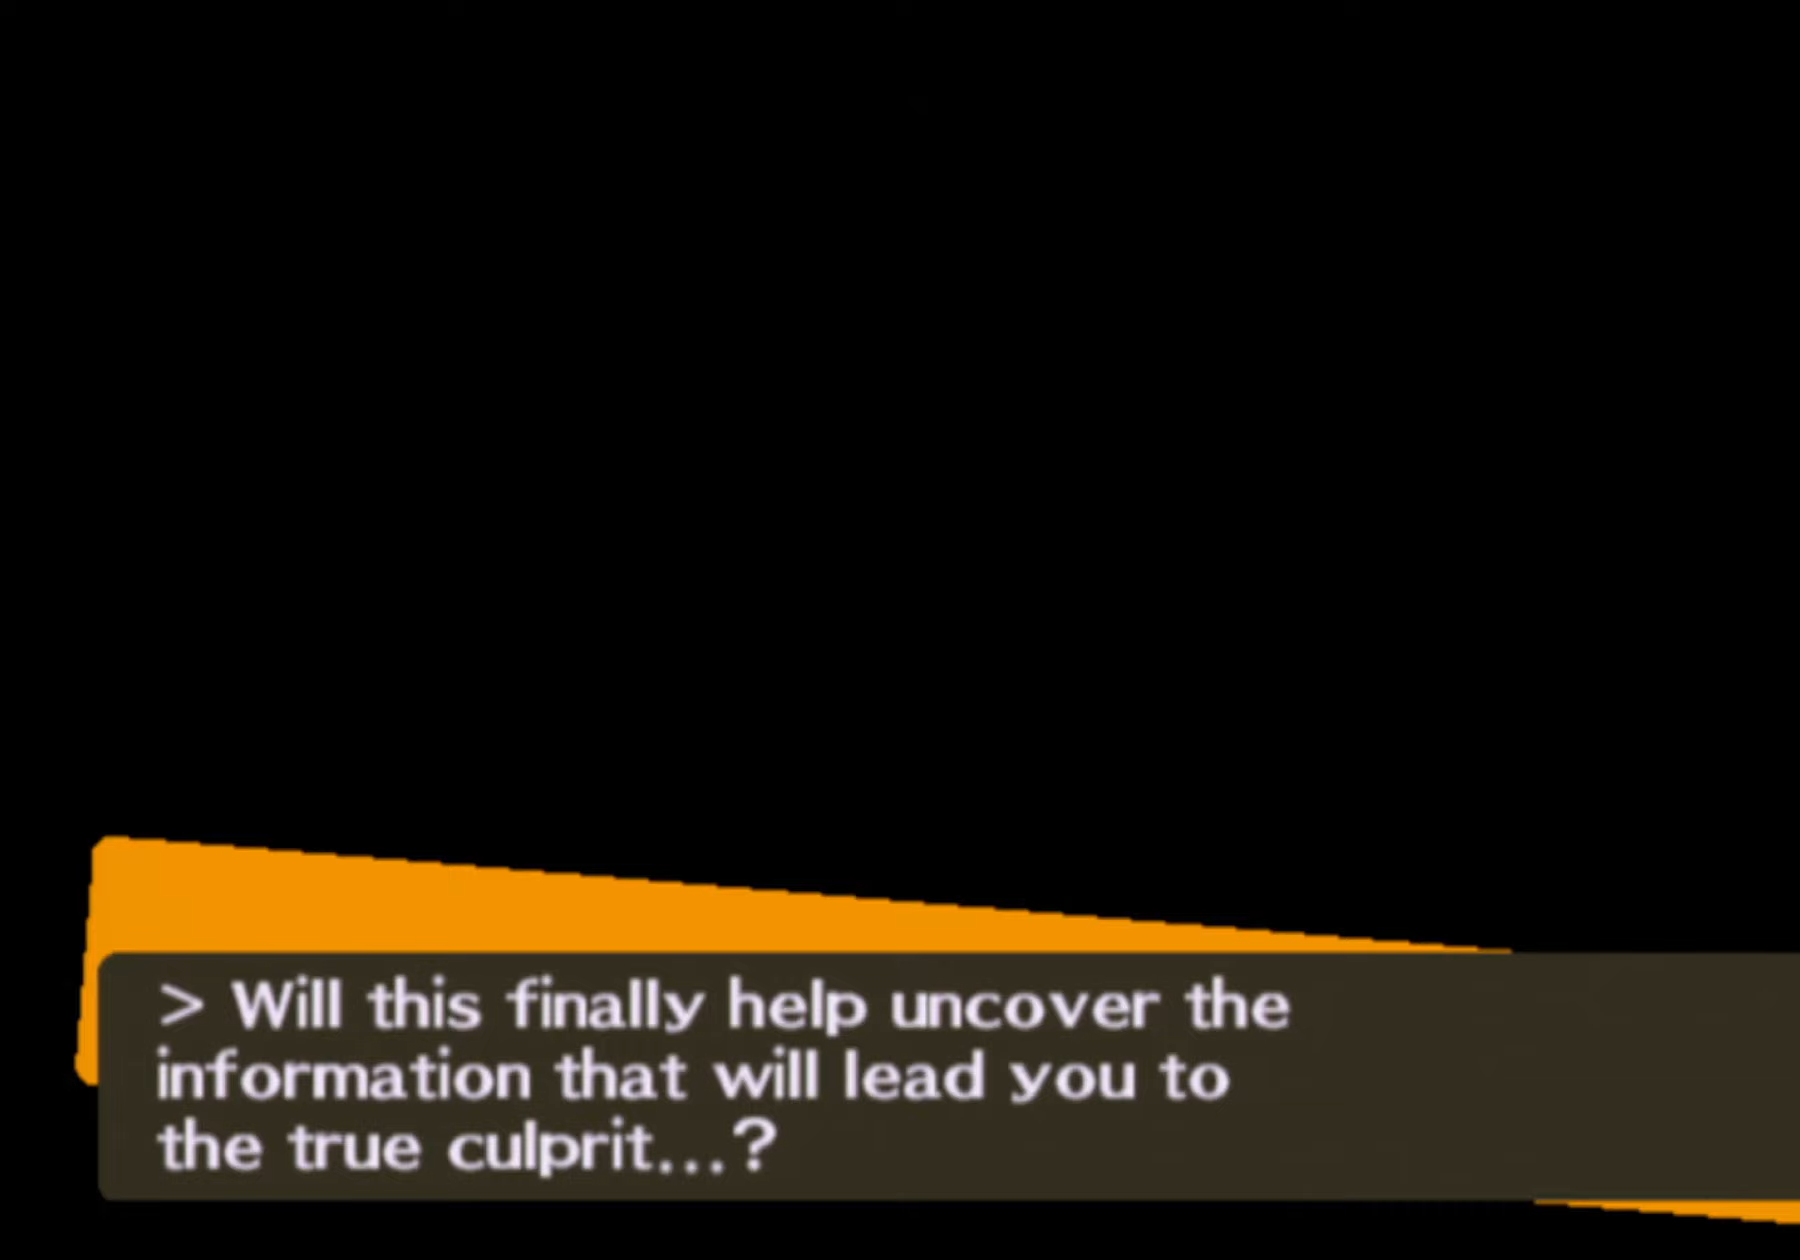 > Will this finally help uncover the
information that will lead you to
the true culprit...?